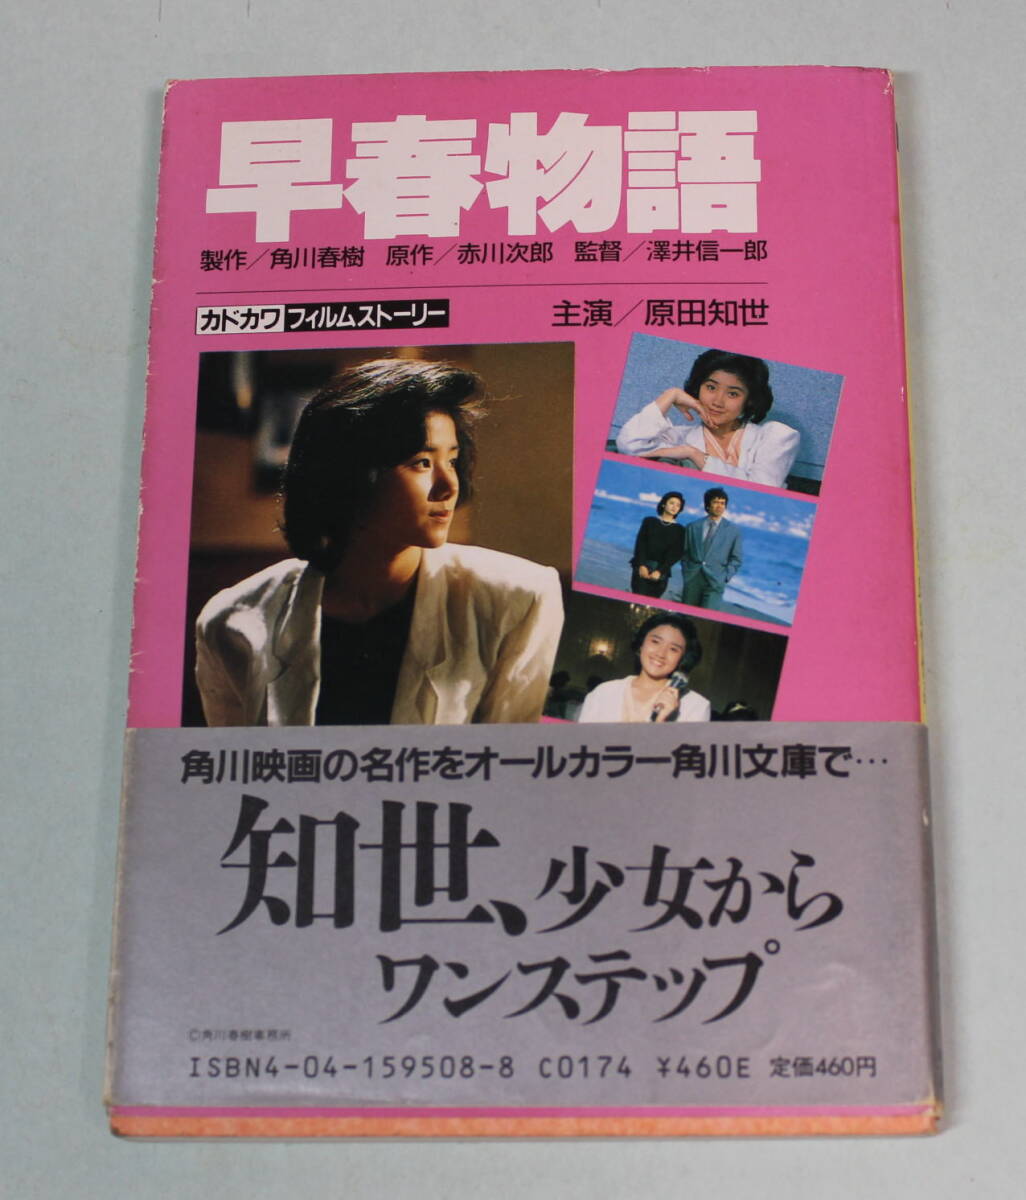 早春物語
製作／角川春樹 原作／赤川次郎 監督／澤井信一郎
カドカワフィルムストーリー 主演／原田知世
角川映画の名作をオールカラー角川文庫で…
知世、少女から
ワンステップ
©角川春樹事務所
ISBN4-04-159508-8 C0174 ¥460E 定価460円